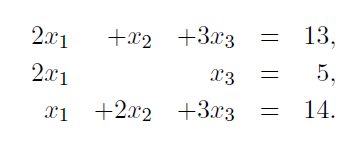 2x₁ +x₂ +3x₃ = 13,
2x₁ x₃ = 5,
x₁ +2x₂ +3x₃ = 14.